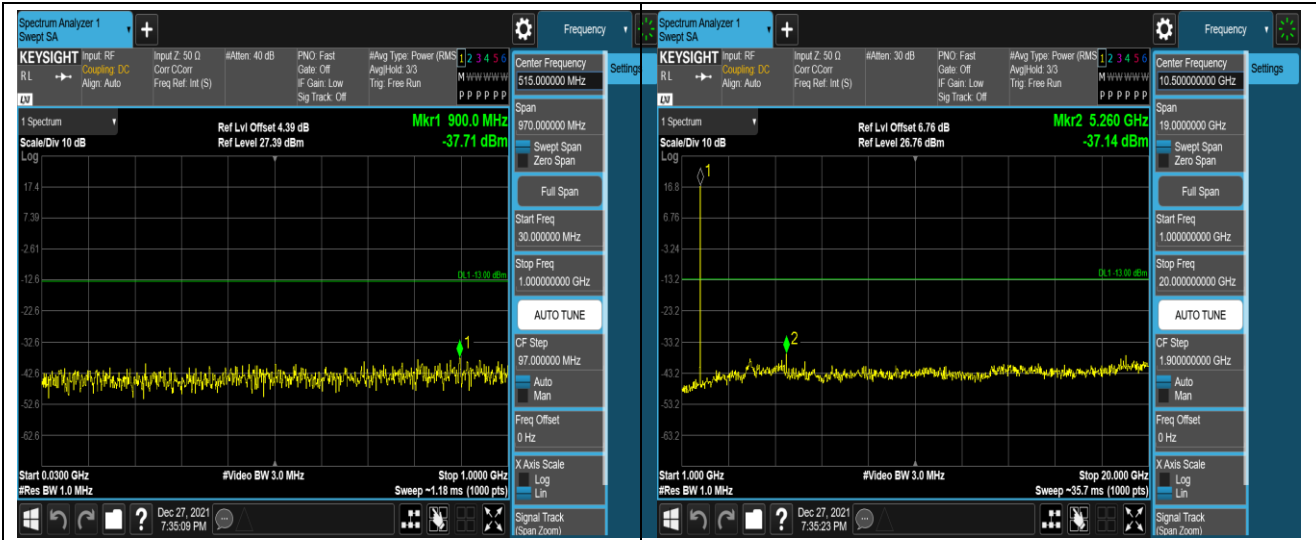 Spectrum Analyzer 1
Swept SA
+
Frequency
KEYSIGHT
RL
LXI
Input: RF
Coupling: DC
Align: Auto
Input Z: 50 Ω
Corr CCorr
Freq Ref: Int (S)
#Atten: 40 dB
PNO: Fast
Gate: Off
IF Gain: Low
Sig Track: Off
#Avg Type: Power (RMS
Avg|Hold: 3/3
Trig: Free Run
1 2 3 4 5 6
M W W W W W
P P P P P P
Center Frequency
515.000000 MHz
Settings
1 Spectrum
Scale/Div 10 dB
Log
Ref Lvl Offset 4.39 dB
Ref Level 27.39 dBm
Mkr1 900.0 MHz
-37.71 dBm
Span
970.000000 MHz
Swept Span
Zero Span
Full Span
Start Freq
30.000000 MHz
Stop Freq
1.000000000 GHz
AUTO TUNE
CF Step
97.000000 MHz
Auto
Man
Freq Offset
0 Hz
X Axis Scale
Log
Lin
Signal Track
(Span Zoom)
17.4
7.39
-2.61
-12.6
-22.6
-32.6
-42.6
-52.6
-62.6
DL1 -13.00 dBm
1
Start 0.0300 GHz
#Res BW 1.0 MHz
#Video BW 3.0 MHz
Stop 1.0000 GHz
Sweep ~1.18 ms (1000 pts)
?
Dec 27, 2021
7:35:09 PM
Spectrum Analyzer 1
Swept SA
+
Frequency
KEYSIGHT
RL
LXI
Input: RF
Coupling: DC
Align: Auto
Input Z: 50 Ω
Corr CCorr
Freq Ref: Int (S)
#Atten: 30 dB
PNO: Fast
Gate: Off
IF Gain: Low
Sig Track: Off
#Avg Type: Power (RMS
Avg|Hold: 3/3
Trig: Free Run
1 2 3 4 5 6
M W W W W W
P P P P P P
Center Frequency
10.500000000 GHz
Settings
1 Spectrum
Scale/Div 10 dB
Log
Ref Lvl Offset 6.76 dB
Ref Level 26.76 dBm
Mkr2 5.260 GHz
-37.14 dBm
Span
19.0000000 GHz
Swept Span
Zero Span
Full Span
Start Freq
1.000000000 GHz
Stop Freq
20.000000000 GHz
AUTO TUNE
CF Step
1.900000000 GHz
Auto
Man
Freq Offset
0 Hz
X Axis Scale
Log
Lin
Signal Track
(Span Zoom)
16.8
6.76
-3.24
-13.2
-23.2
-33.2
-43.2
-53.2
-63.2
DL1 -13.00 dBm
1
2
Start 1.000 GHz
#Res BW 1.0 MHz
#Video BW 3.0 MHz
Stop 20.000 GHz
Sweep ~35.7 ms (1000 pts)
?
Dec 27, 2021
7:35:23 PM